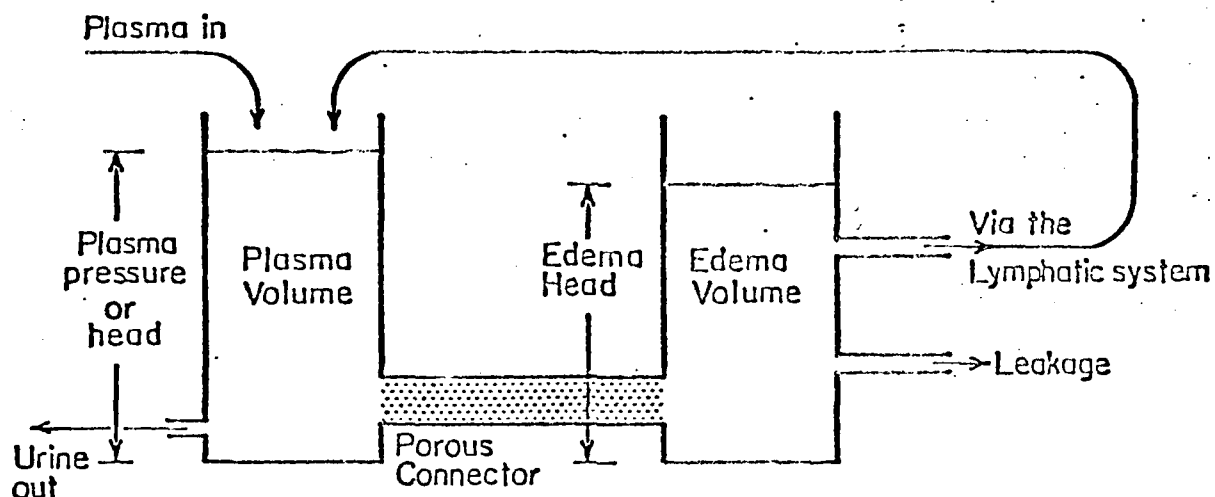 Plasma in
Plasma
pressure
or
head
Plasma
Volume
Edema
Head
Edema
Volume
Via the
Lymphatic system
Leakage
Urine
out
Porous
Connector